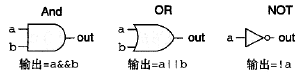 And OR NOT
a out a out a out
b b
输出=a&&b 输出=a||b 输出=!a